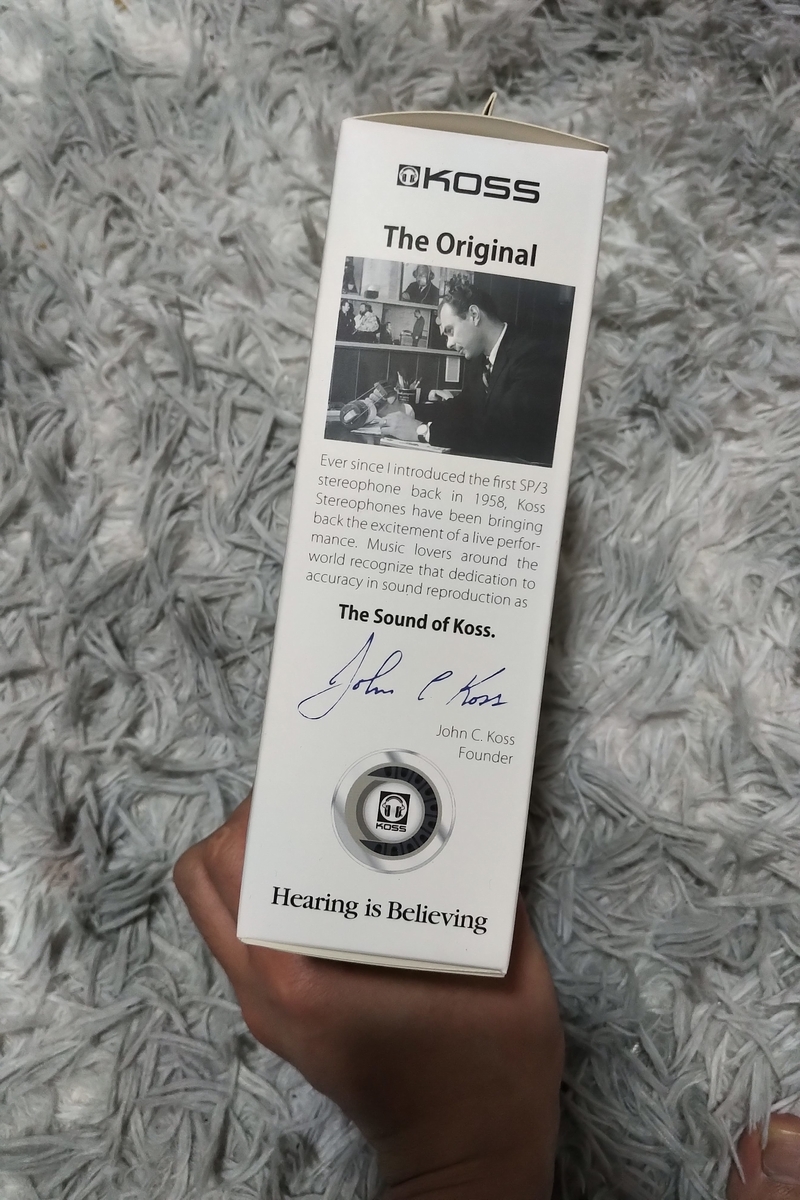 KOSS
The Original
Ever since I introduced the first SP/3
stereophone back in 1958, Koss
Stereophones have been bringing
back the excitement of a live perfor-
mance. Music lovers around the
world recognize that dedication to
accuracy in sound reproduction as
The Sound of Koss.
John C Koss
John C. Koss
Founder
KOSS
Hearing is Believing